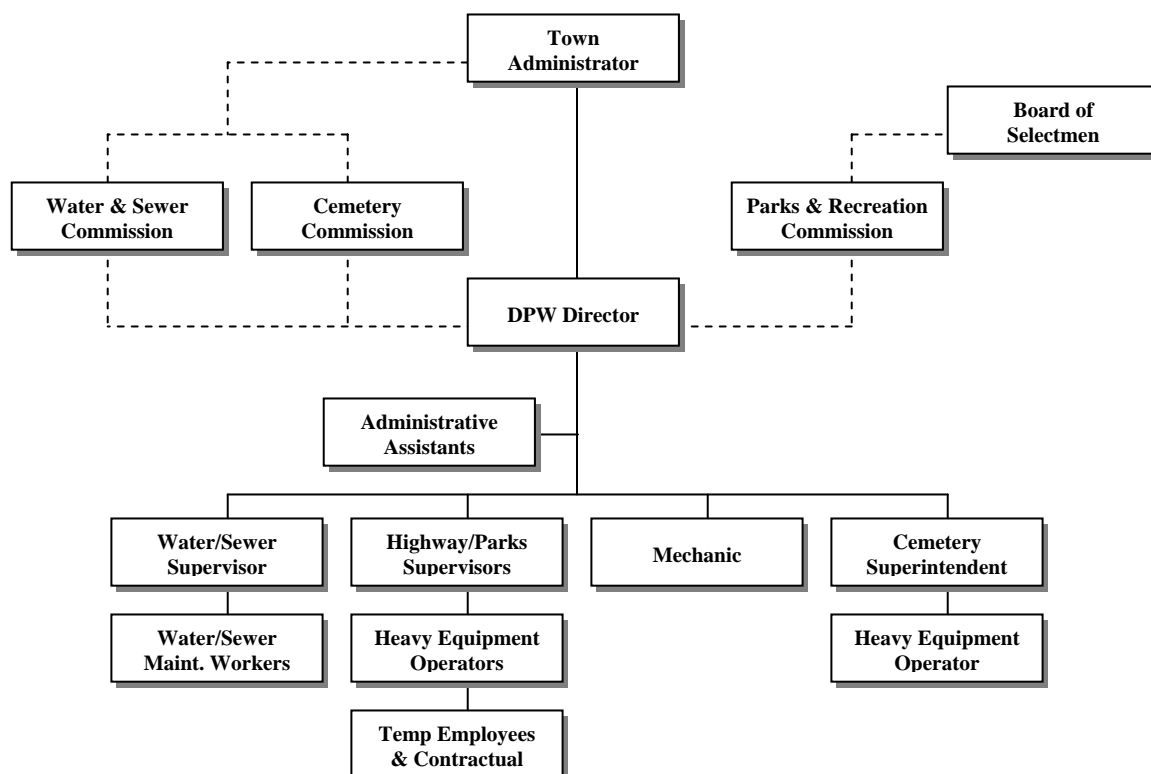 Town
Administrator
Board of
Selectmen
Water & Sewer
Commission
Cemetery
Commission
Parks & Recreation
Commission
DPW Director
Administrative
Assistants
Water/Sewer
Supervisor
Highway/Parks
Supervisors
Mechanic
Cemetery
Superintendent
Water/Sewer
Maint. Workers
Heavy Equipment
Operators
Heavy Equipment
Operator
Temp Employees
& Contractual